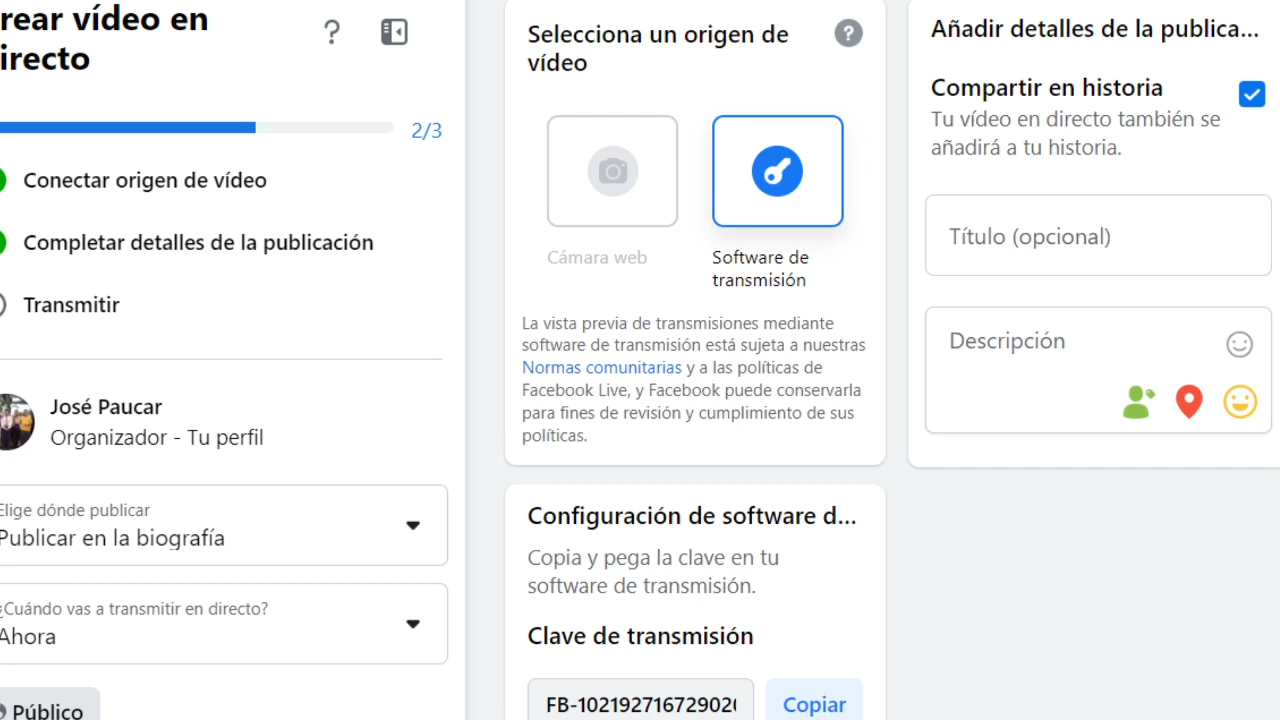 rear vídeo en
irecto
2/3
Conectar origen de vídeo
Completar detalles de la publicación
Transmitir
José Paucar
Organizador - Tu perfil
Elige dónde publicar
Publicar en la biografía
¿Cuándo vas a transmitir en directo?
Ahora
Público
Selecciona un origen de
vídeo
?
Cámara web
Software de
transmisión
La vista previa de transmisiones mediante
software de transmisión está sujeta a nuestras
Normas comunitarias y a las políticas de
Facebook Live, y Facebook puede conservarla
para fines de revisión y cumplimiento de sus
políticas.
Configuración de software d...
Copia y pega la clave en tu
software de transmisión.
Clave de transmisión
FB-102192716729020
Copiar
Añadir detalles de la publica...
Compartir en historia
Tu vídeo en directo también se
añadirá a tu historia.
Título (opcional)
Descripción